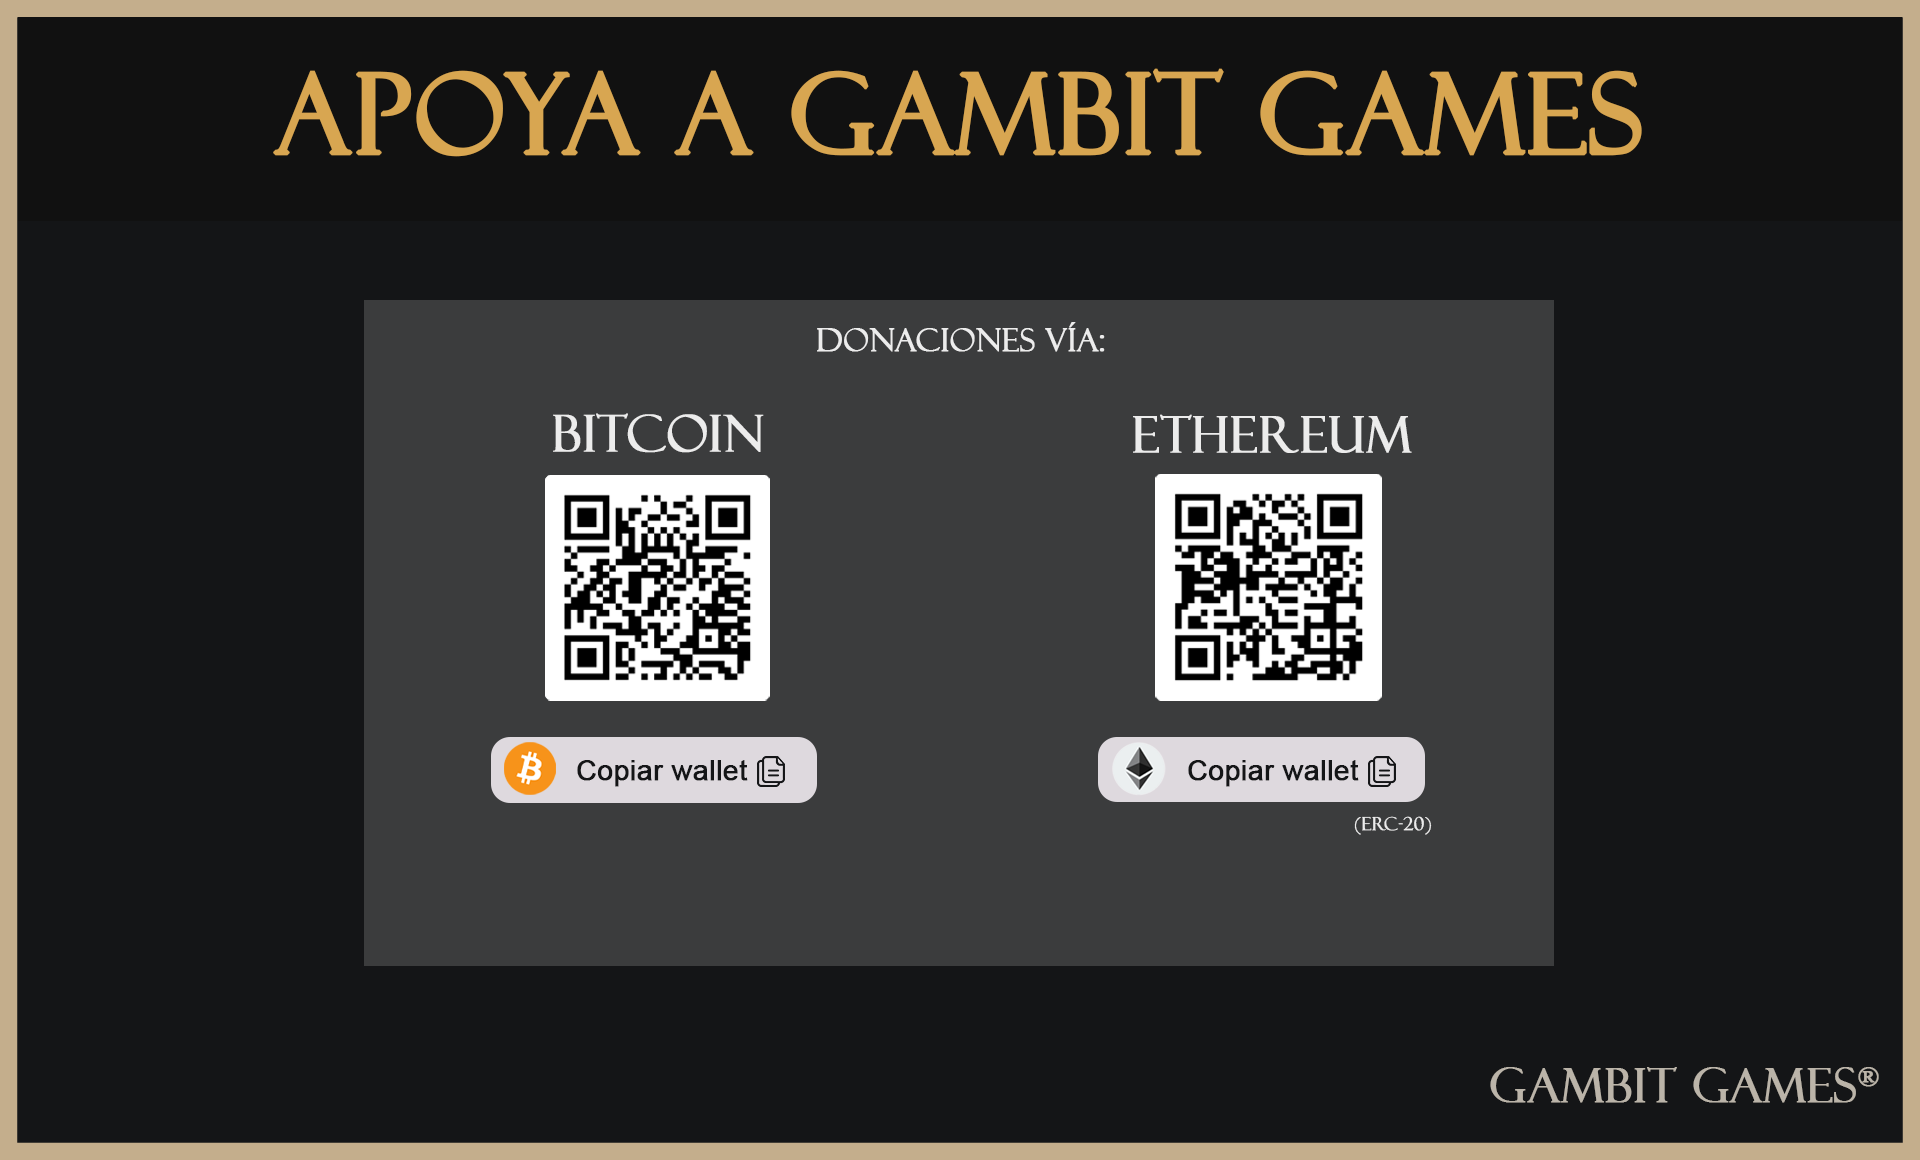 APOYA A GAMBIT GAMES
DONACIONES VÍA:
BITCOIN
ETHEREUM
Copiar wallet
Copiar wallet
(ERC-20)
GAMBIT GAMES®